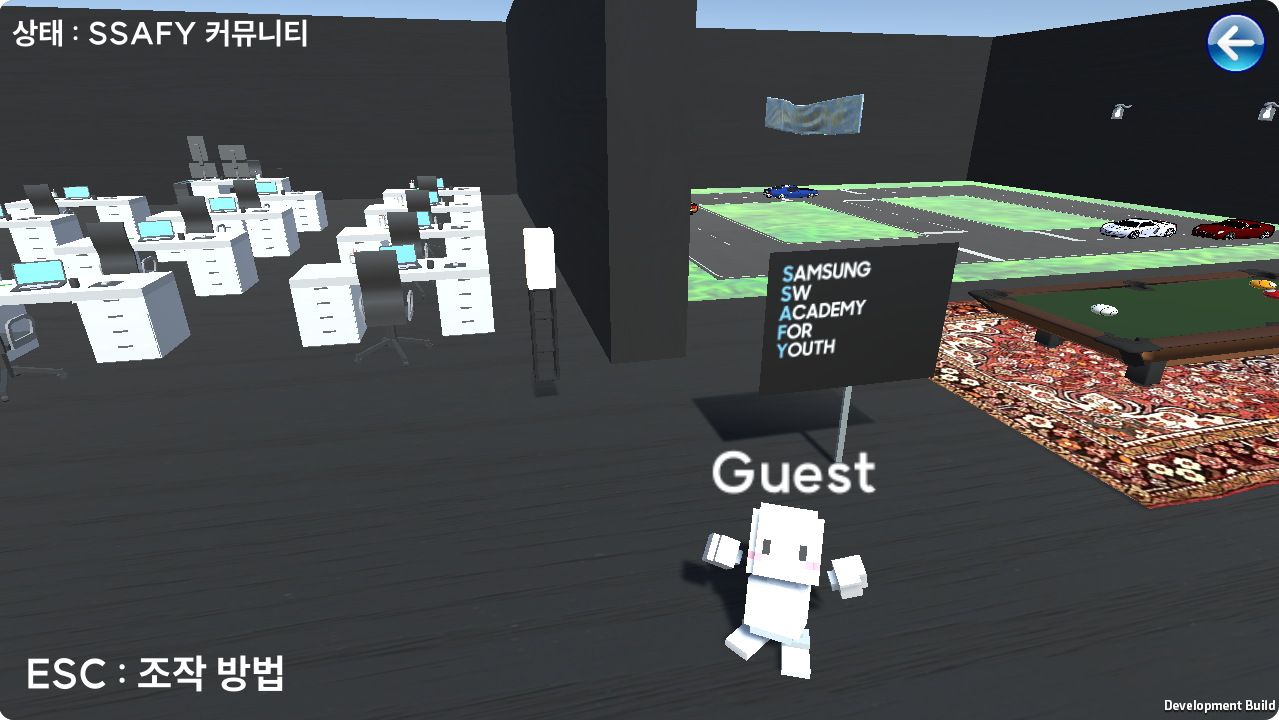 상태 : SSAFY 커뮤니티
SAMSUNG
SW
ACADEMY
FOR
YOUTH
Guest
ESC : 조작 방법
Development Build